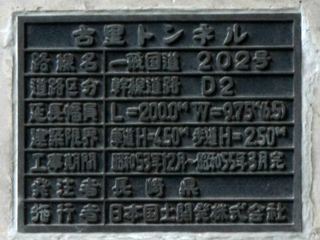 古里トンネル
路線名 一般国道 202号
道路区分 幹線道路 D2
延長幅員 L=200.0M W=9.75M(6.5)
建築限界 車道H=4.50M 歩道H=2.50M
工事期間 昭和53年12月~昭和55年3月完
発注者 長崎県
施行者 日本国土開発株式会社